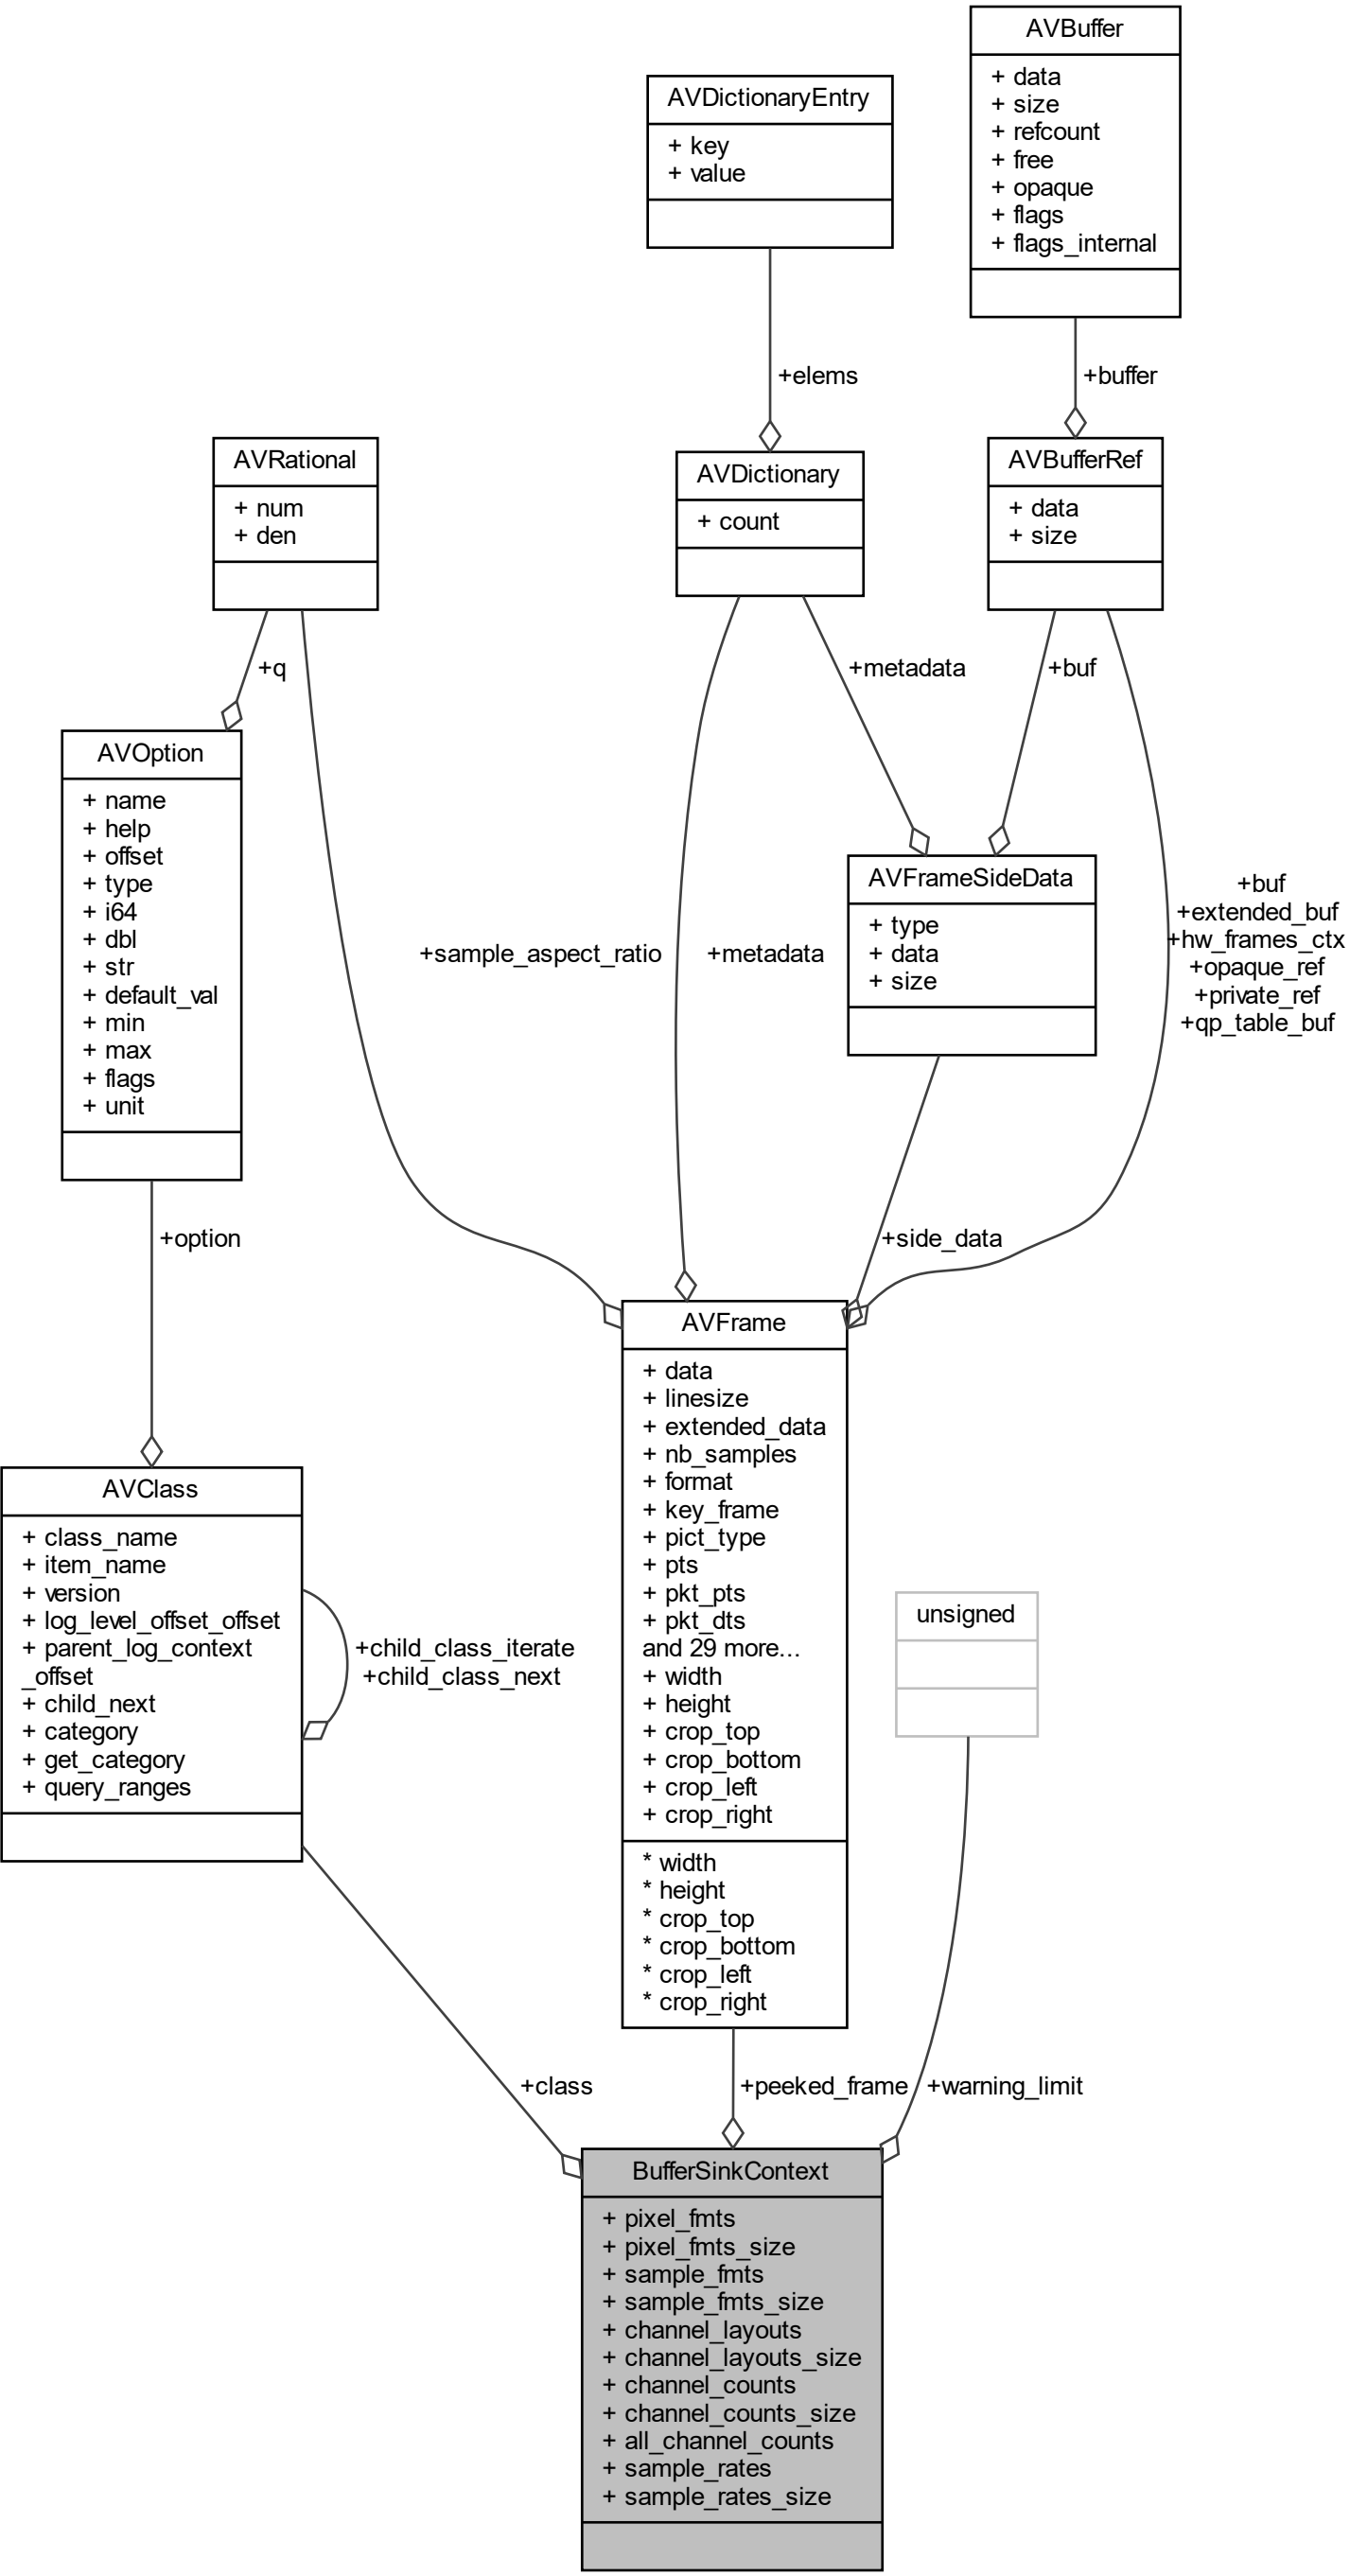 AVBuffer
+ data
+ size
+ refcount
+ free
+ opaque
+ flags
+ flags_internal
AVDictionaryEntry
+ key
+ value
+elems
+buffer
AVRational
+ num
+ den
AVDictionary
+ count
AVBufferRef
+ data
+ size
+q
+metadata
+buf
AVOption
+ name
+ help
+ offset
+ type
+ i64
+ dbl
+ str
+ default_val
+ min
+ max
+ flags
+ unit
+sample_aspect_ratio
+metadata
AVFrameSideData
+ type
+ data
+ size
+buf
+extended_buf
+hw_frames_ctx
+opaque_ref
+private_ref
+qp_table_buf
+option
+side_data
AVFrame
+ data
+ linesize
+ extended_data
+ nb_samples
+ format
+ key_frame
+ pict_type
+ pts
+ pkt_pts
+ pkt_dts
and 29 more...
+ width
+ height
+ crop_top
+ crop_bottom
+ crop_left
+ crop_right
* width
* height
* crop_top
* crop_bottom
* crop_left
* crop_right
AVClass
+ class_name
+ item_name
+ version
+ log_level_offset_offset
+ parent_log_context
_offset
+ child_next
+ category
+ get_category
+ query_ranges
+child_class_iterate
+child_class_next
unsigned
+class
+peeked_frame
+warning_limit
BufferSinkContext
+ pixel_fmts
+ pixel_fmts_size
+ sample_fmts
+ sample_fmts_size
+ channel_layouts
+ channel_layouts_size
+ channel_counts
+ channel_counts_size
+ all_channel_counts
+ sample_rates
+ sample_rates_size